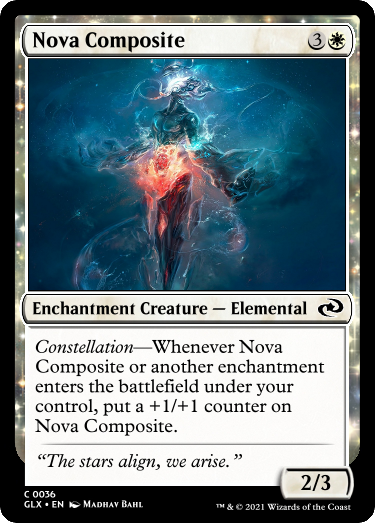 Nova Composite 3
Enchantment Creature — Elemental
Constellation—Whenever Nova
Composite or another enchantment
enters the battlefield under your
control, put a +1/+1 counter on
Nova Composite.
“The stars align, we arise.”
2/3
C 0036
GLX • EN Madhav Bahl
™ & © 2021 Wizards of the Coast